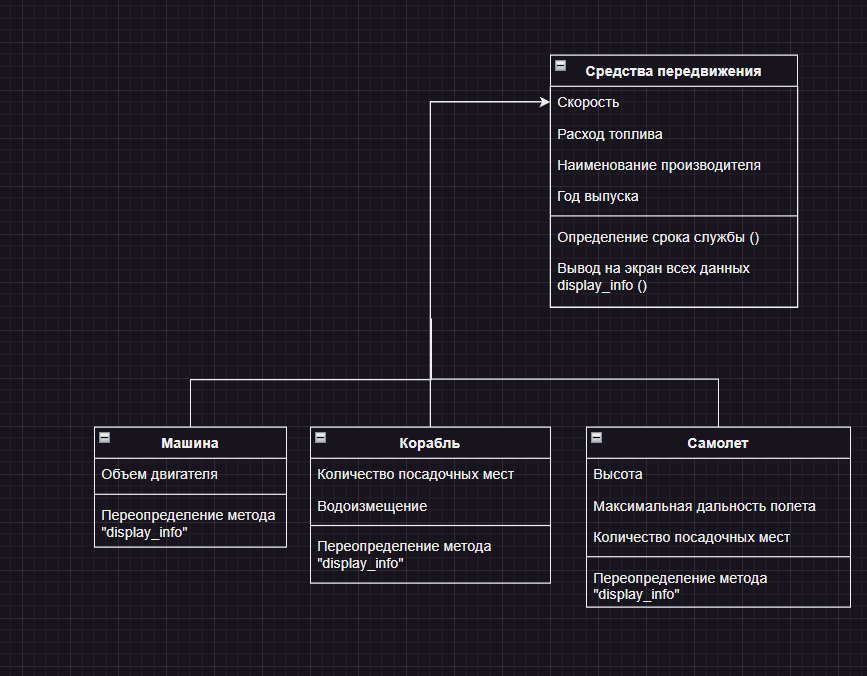 Средства передвижения
Скорость
Расход топлива
Наименование производителя
Год выпуска
Определение срока службы ()
Вывод на экран всех данных
display_info ()
Машина
Объем двигателя
Переопределение метода
"display_info"
Корабль
Количество посадочных мест
Водоизмещение
Переопределение метода
"display_info"
Самолет
Высота
Максимальная дальность полета
Количество посадочных мест
Переопределение метода
"display_info"